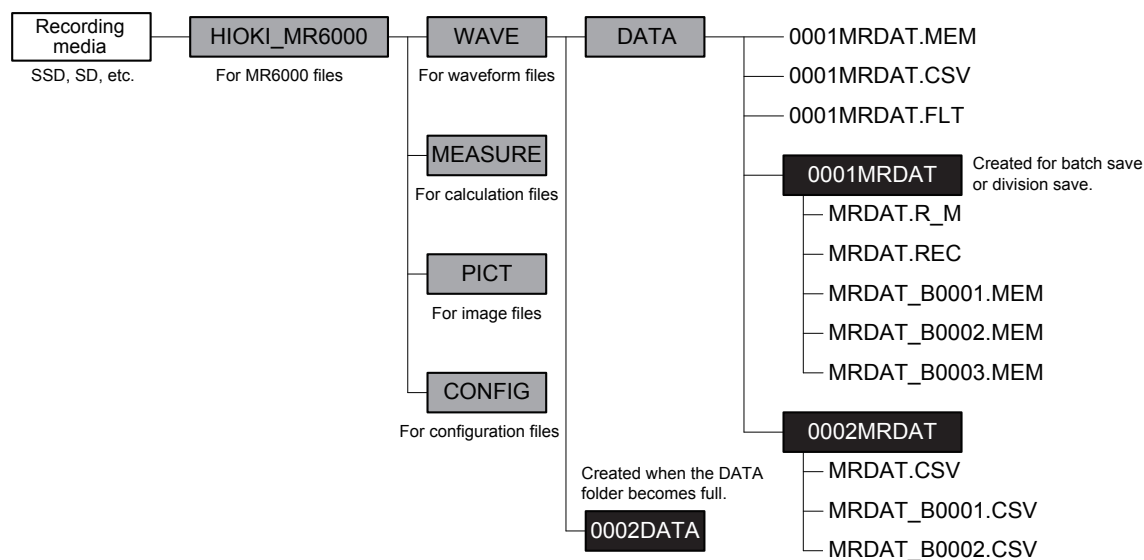 Recording
media
SSD, SD, etc.
HIOKI_MR6000
For MR6000 files
WAVE
For waveform files
MEASURE
For calculation files
PICT
For image files
CONFIG
For configuration files
DATA
Created when the DATA
folder becomes full.
0002DATA
0001MRDAT.MEM
0001MRDAT.CSV
0001MRDAT.FLT
0001MRDAT
Created for batch save
or division save.
MRDAT.R_M
MRDAT.REC
MRDAT_B0001.MEM
MRDAT_B0002.MEM
MRDAT_B0003.MEM
0002MRDAT
MRDAT.CSV
MRDAT_B0001.CSV
MRDAT_B0002.CSV